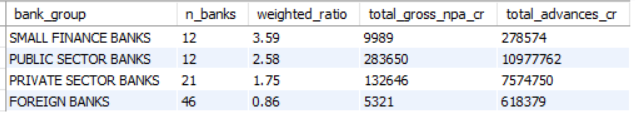 bank_group n_banks weighted_ratio total_gross_npa_cr total_advances_cr
SMALL FINANCE BANKS 12 3.59 9989 278574
PUBLIC SECTOR BANKS 12 2.58 283650 10977762
PRIVATE SECTOR BANKS 21 1.75 132646 7574750
FOREIGN BANKS 46 0.86 5321 618379